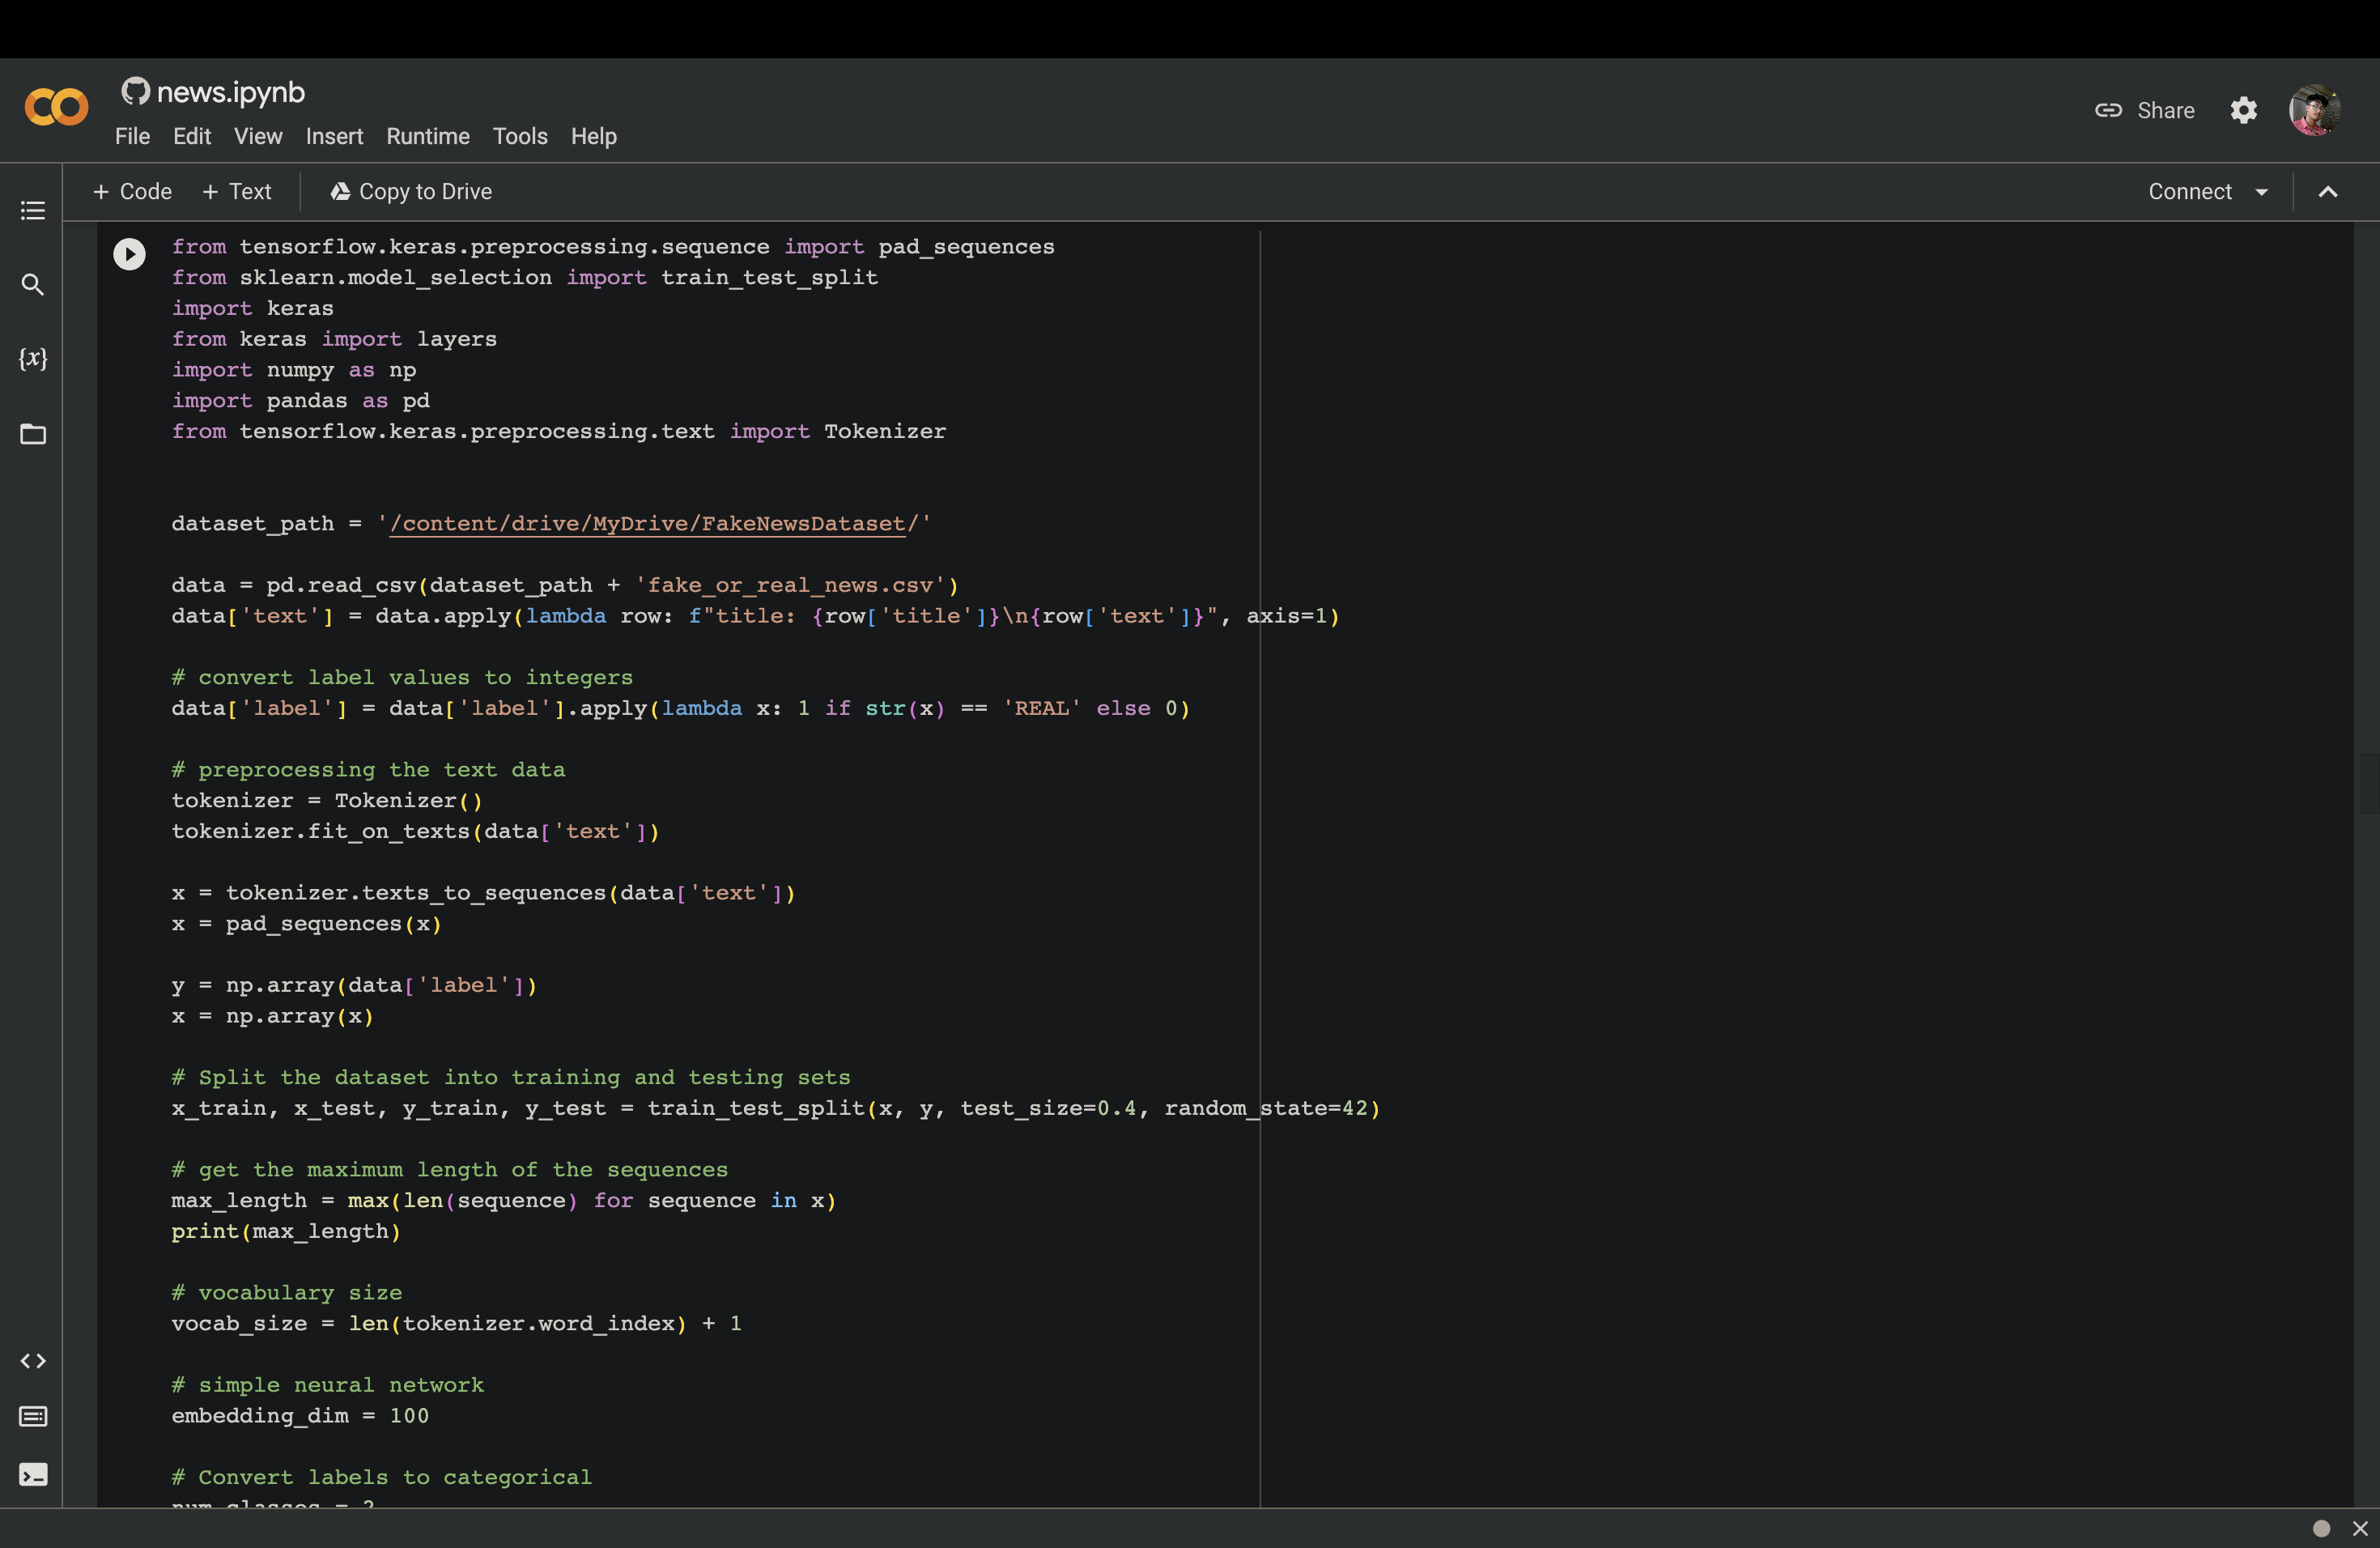 news.ipynb
File Edit View Insert Runtime Tools Help
Share
+ Code + Text Copy to Drive
Connect
{x}
from tensorflow.keras.preprocessing.sequence import pad_sequences
from sklearn.model_selection import train_test_split
import keras
from keras import layers
import numpy as np
import pandas as pd
from tensorflow.keras.preprocessing.text import Tokenizer
dataset_path = '/content/drive/MyDrive/FakeNewsDataset/'
data = pd.read_csv(dataset_path + 'fake_or_real_news.csv')
data['text'] = data.apply(lambda row: f"title: {row['title']}\n{row['text']}", axis=1)
# convert label values to integers
data['label'] = data['label'].apply(lambda x: 1 if str(x) == 'REAL' else 0)
# preprocessing the text data
tokenizer = Tokenizer()
tokenizer.fit_on_texts(data['text'])
x = tokenizer.texts_to_sequences(data['text'])
x = pad_sequences(x)
y = np.array(data['label'])
x = np.array(x)
# Split the dataset into training and testing sets
x_train, x_test, y_train, y_test = train_test_split(x, y, test_size=0.4, random_state=42)
# get the maximum length of the sequences
max_length = max(len(sequence) for sequence in x)
print(max_length)
# vocabulary size
vocab_size = len(tokenizer.word_index) + 1
# simple neural network
embedding_dim = 100
# Convert labels to categorical
num_classes = 2